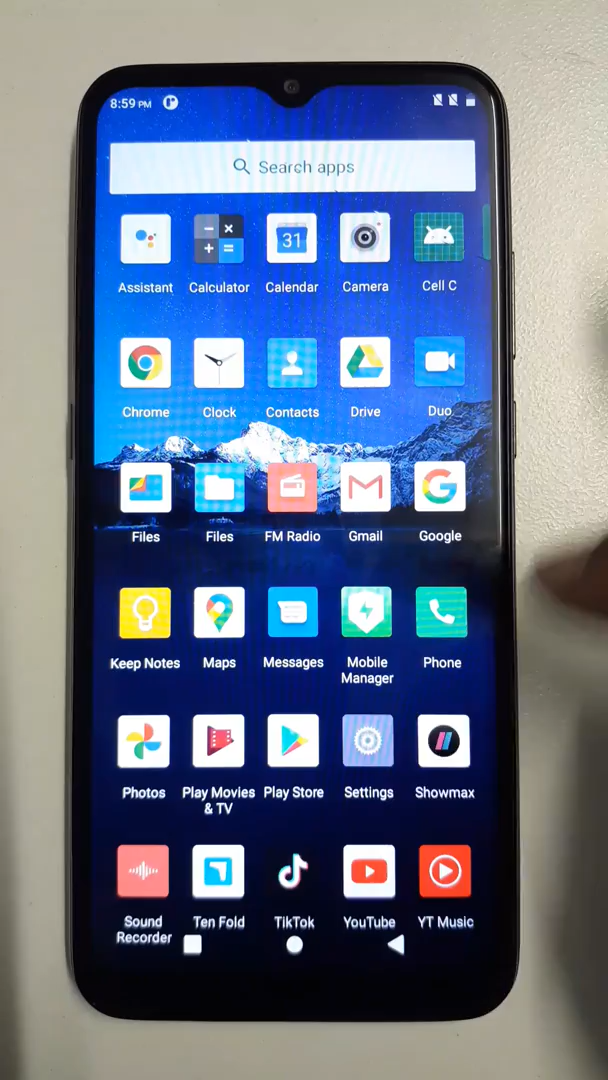 8:59 PM
Search apps
31
Assistant Calculator Calendar Camera Cell C
Chrome Clock Contacts Drive Duo
Files Files FM Radio Gmail Google
Keep Notes Maps Messages Mobile Manager Phone
Photos Play Movies & TV Play Store Settings Showmax
Sound Recorder Ten Fold TikTok YouTube YT Music